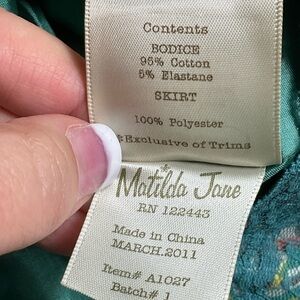 Contents
BODICE
95% Cotton
5% Elastane
SKIRT
100% Polyester
*Exclusive of Trims
Matilda Jane
RN 122443
Made in China
MARCH.2011
Item# A1027
Batch# 1